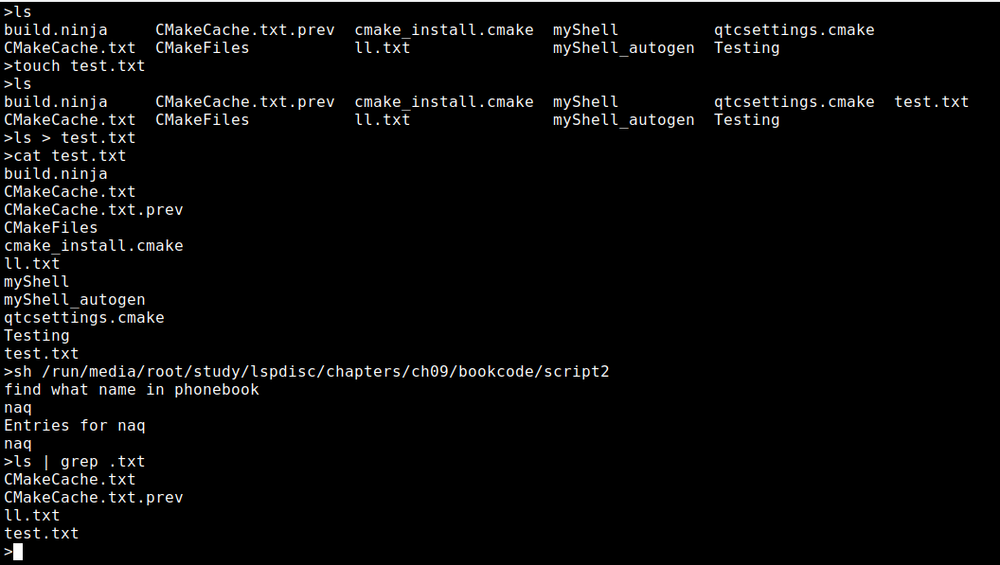 >ls
build.ninja     CMakeCache.txt.prev  cmake_install.cmake  myShell          qtcsettings.cmake
CMakeCache.txt  CMakeFiles           ll.txt               myShell_autogen  Testing
>touch test.txt
>ls
build.ninja     CMakeCache.txt.prev  cmake_install.cmake  myShell          qtcsettings.cmake  test.txt
CMakeCache.txt  CMakeFiles           ll.txt               myShell_autogen  Testing
>ls > test.txt
>cat test.txt
build.ninja
CMakeCache.txt
CMakeCache.txt.prev
CMakeFiles
cmake_install.cmake
ll.txt
myShell
myShell_autogen
qtcsettings.cmake
Testing
test.txt
>sh /run/media/root/study/lspdisc/chapters/ch09/bookcode/script2
find what name in phonebook
naq
Entries for naq
naq
>ls | grep .txt
CMakeCache.txt
CMakeCache.txt.prev
ll.txt
test.txt
>